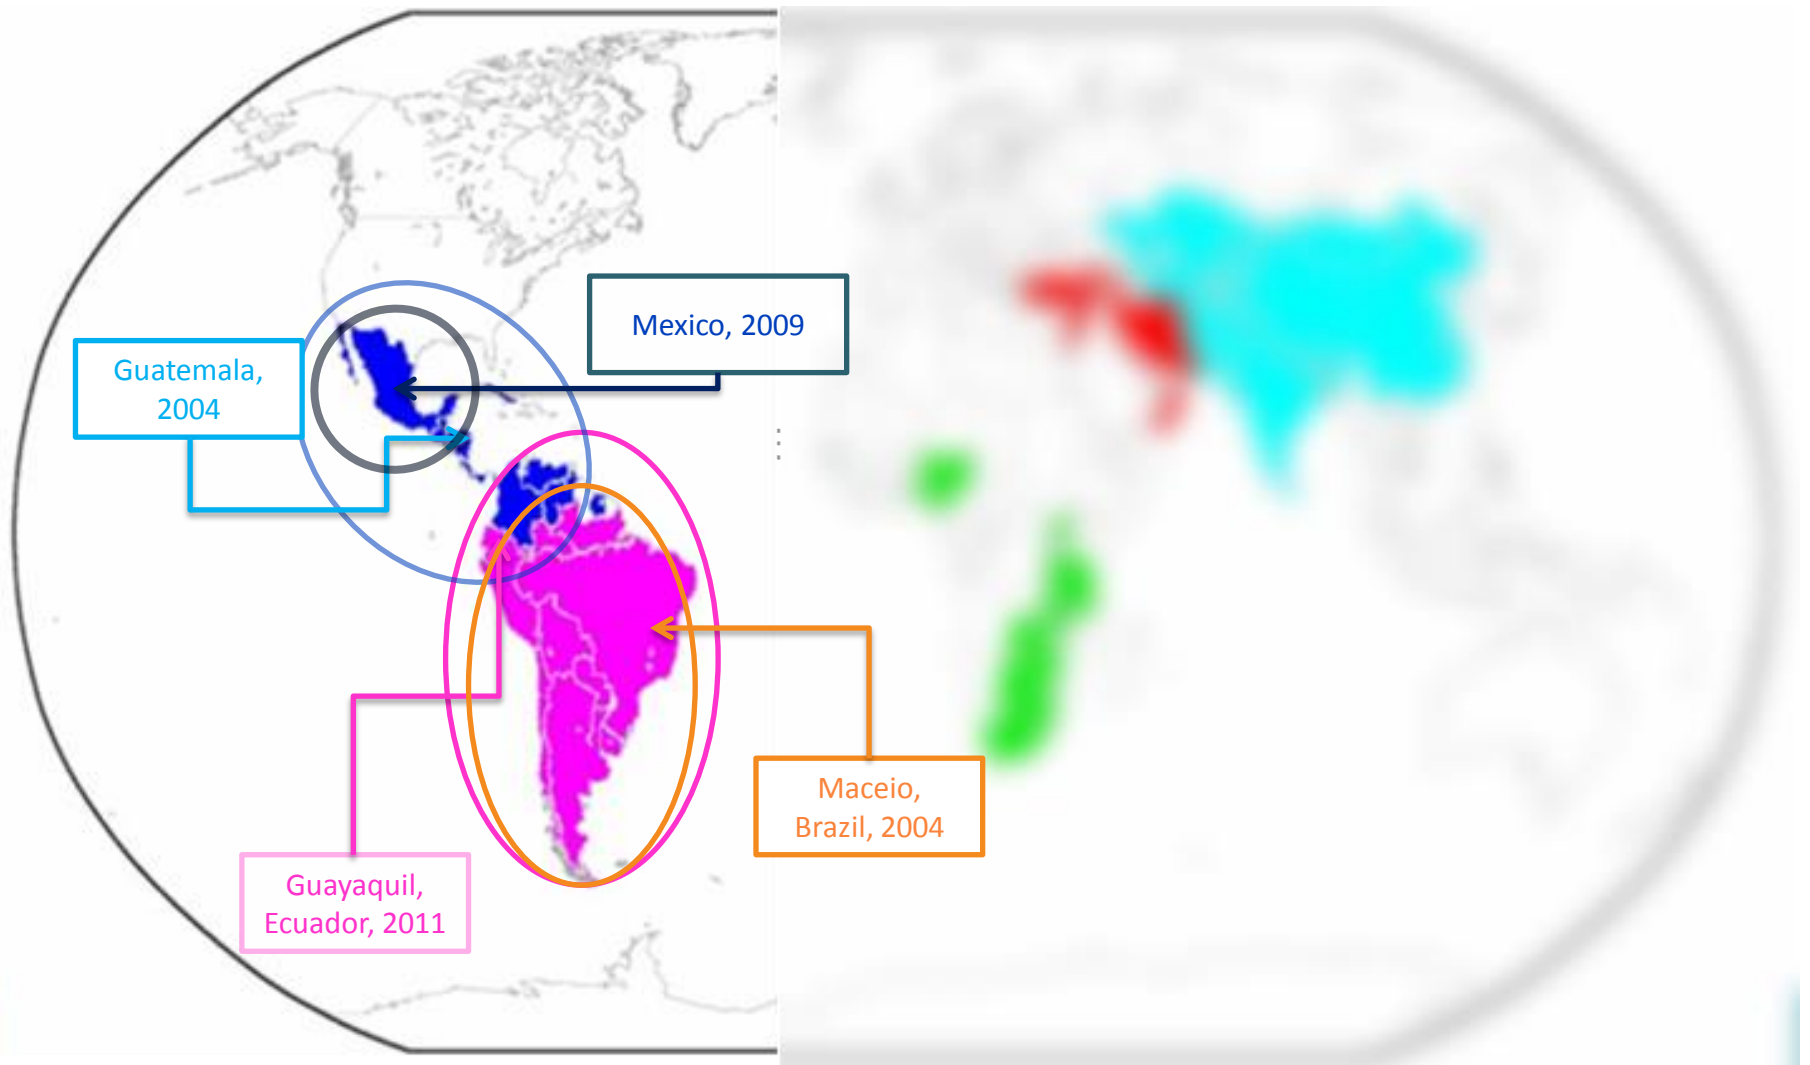 Mexico, 2009
Guatemala,
2004
Maceio,
Brazil, 2004
Guayaquil,
Ecuador, 2011